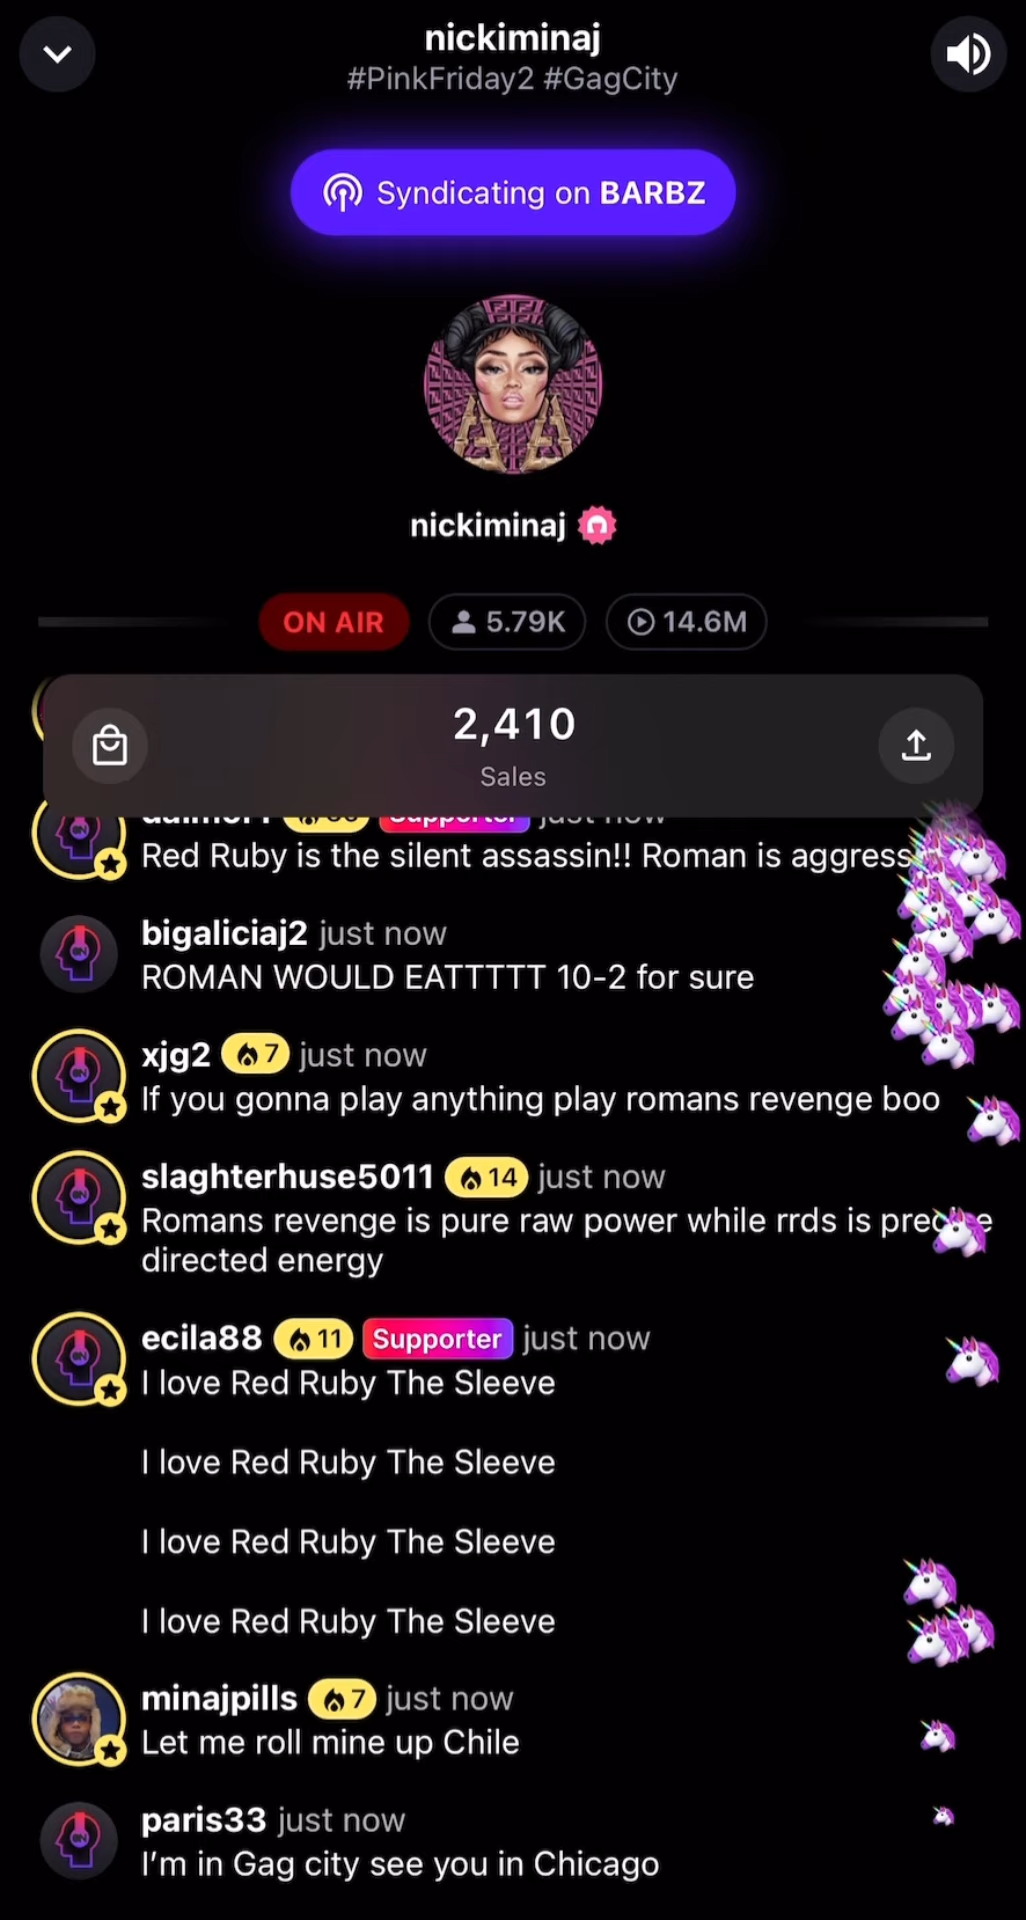 nickiminaj
#PinkFriday2 #GagCity
Syndicating on BARBZ
nickiminaj
ON AIR 5.79K 14.6M
2,410
Sales
Supporter just now
Red Ruby is the silent assassin!! Roman is aggress
bigaliciaj2 just now
ROMAN WOULD EATTTTT 10-2 for sure
xjg2 7 just now
If you gonna play anything play romans revenge boo
slaghterhuse5011 14 just now
Romans revenge is pure raw power while rrds is
directed energy
ecila88 11 Supporter just now
I love Red Ruby The Sleeve
I love Red Ruby The Sleeve
I love Red Ruby The Sleeve
I love Red Ruby The Sleeve
minajpills 7 just now
Let me roll mine up Chile
paris33 just now
I'm in Gag city see you in Chicago